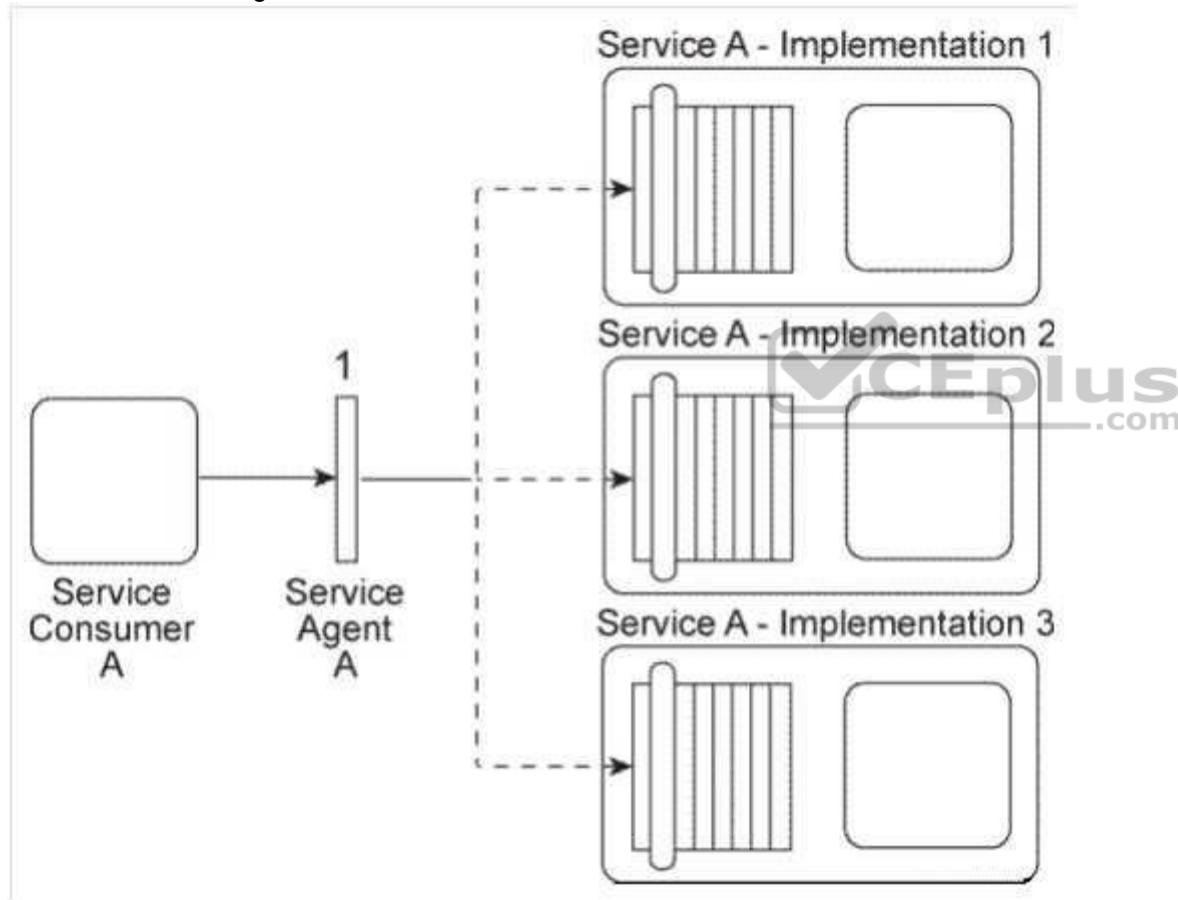 Service A - Implementation 1
Service A - Implementation 2
CEplus
.com
1
Service
Consumer
A
Service
Agent
A
Service A - Implementation 3